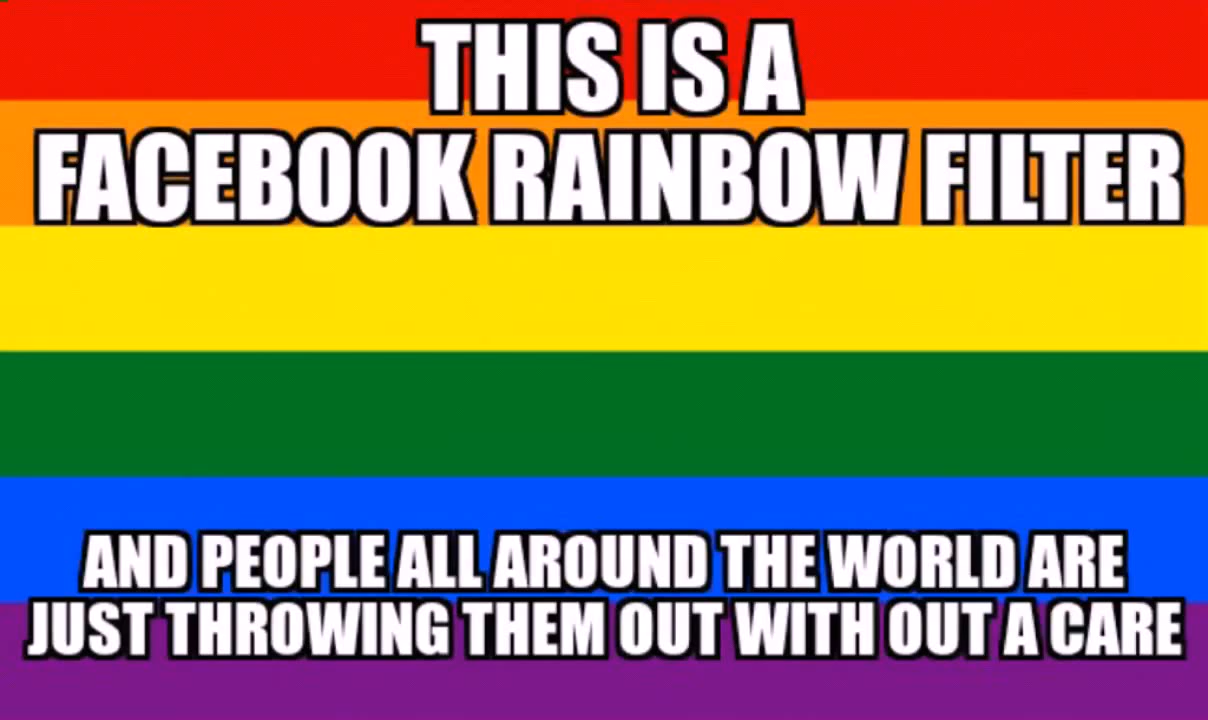 THIS IS A
FACEBOOK RAINBOW FILTER
AND PEOPLE ALL AROUND THE WORLD ARE
JUST THROWING THEM OUT WITH OUT A CARE